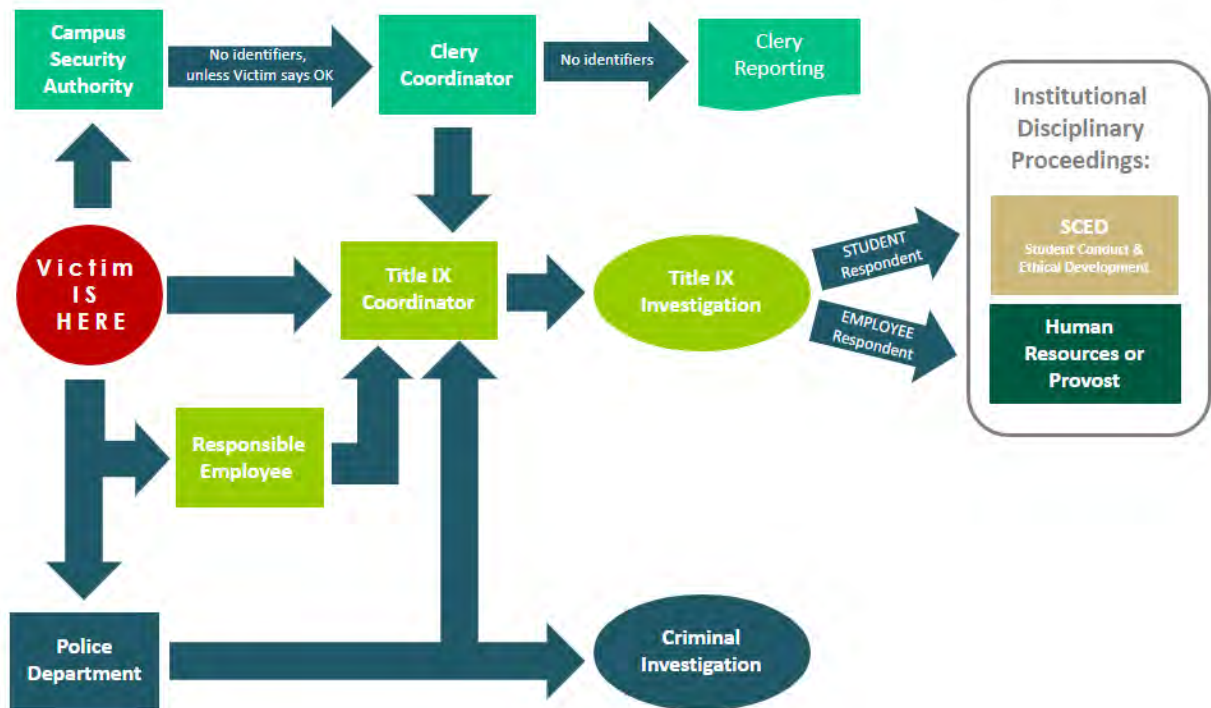 Campus
Security
Authority
No identifiers,
unless Victim says OK
Clery
Coordinator
No identifiers
Clery
Reporting
Institutional
Disciplinary
Proceedings:
SCED
Student Conduct &
Ethical Development
Human
Resources or
Provost
Victim
IS
HERE
Title IX
Coordinator
Title IX
Investigation
STUDENT
Respondent
EMPLOYEE
Respondent
Responsible
Employee
Police
Department
Criminal
Investigation